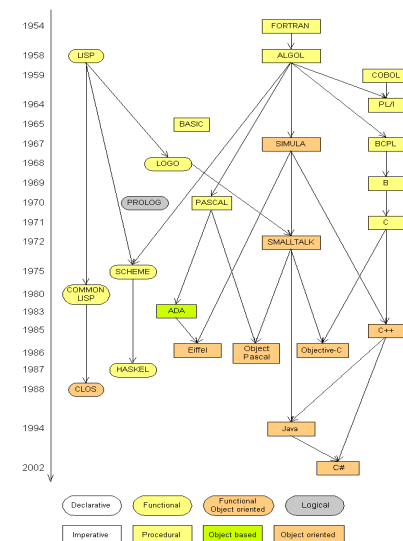 1954 FORTRAN
1958 LISP ALGOL
1959 COBOL
1964 PL/I
1965 BASIC
1967 SIMULA BCPL
1968 LOGO
1969 B
1970 PROLOG PASCAL
1971 C
1972 SMALLTALK
1975 SCHEME
1980 COMMON
LISP
1983 ADA
1985 C++
1986 Eiffel Object
Pascal Objective-C
1987 HASKEL
1988 CLOS
1994 Java
2002 C#
Declarative Functional Functional
Object oriented Logical
Imperative Procedural Object based Object oriented